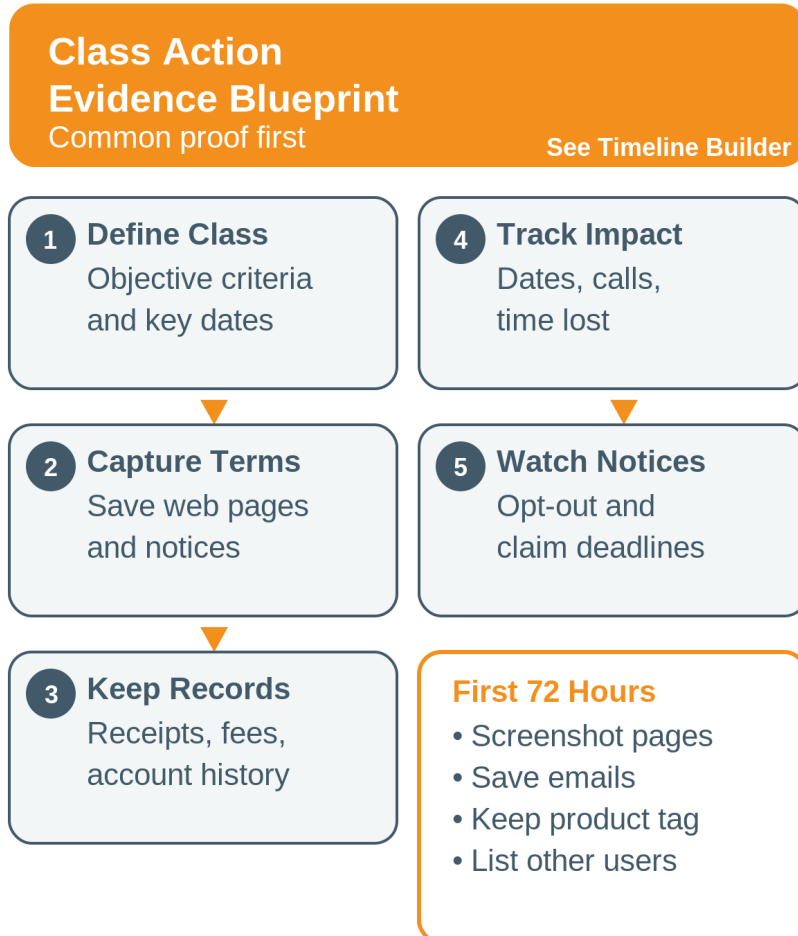 Class Action
Evidence Blueprint
Common proof first
See Timeline Builder
1 Define Class
Objective criteria
and key dates
2 Capture Terms
Save web pages
and notices
3 Keep Records
Receipts, fees,
account history
4 Track Impact
Dates, calls,
time lost
5 Watch Notices
Opt-out and
claim deadlines
First 72 Hours
• Screenshot pages
• Save emails
• Keep product tag
• List other users